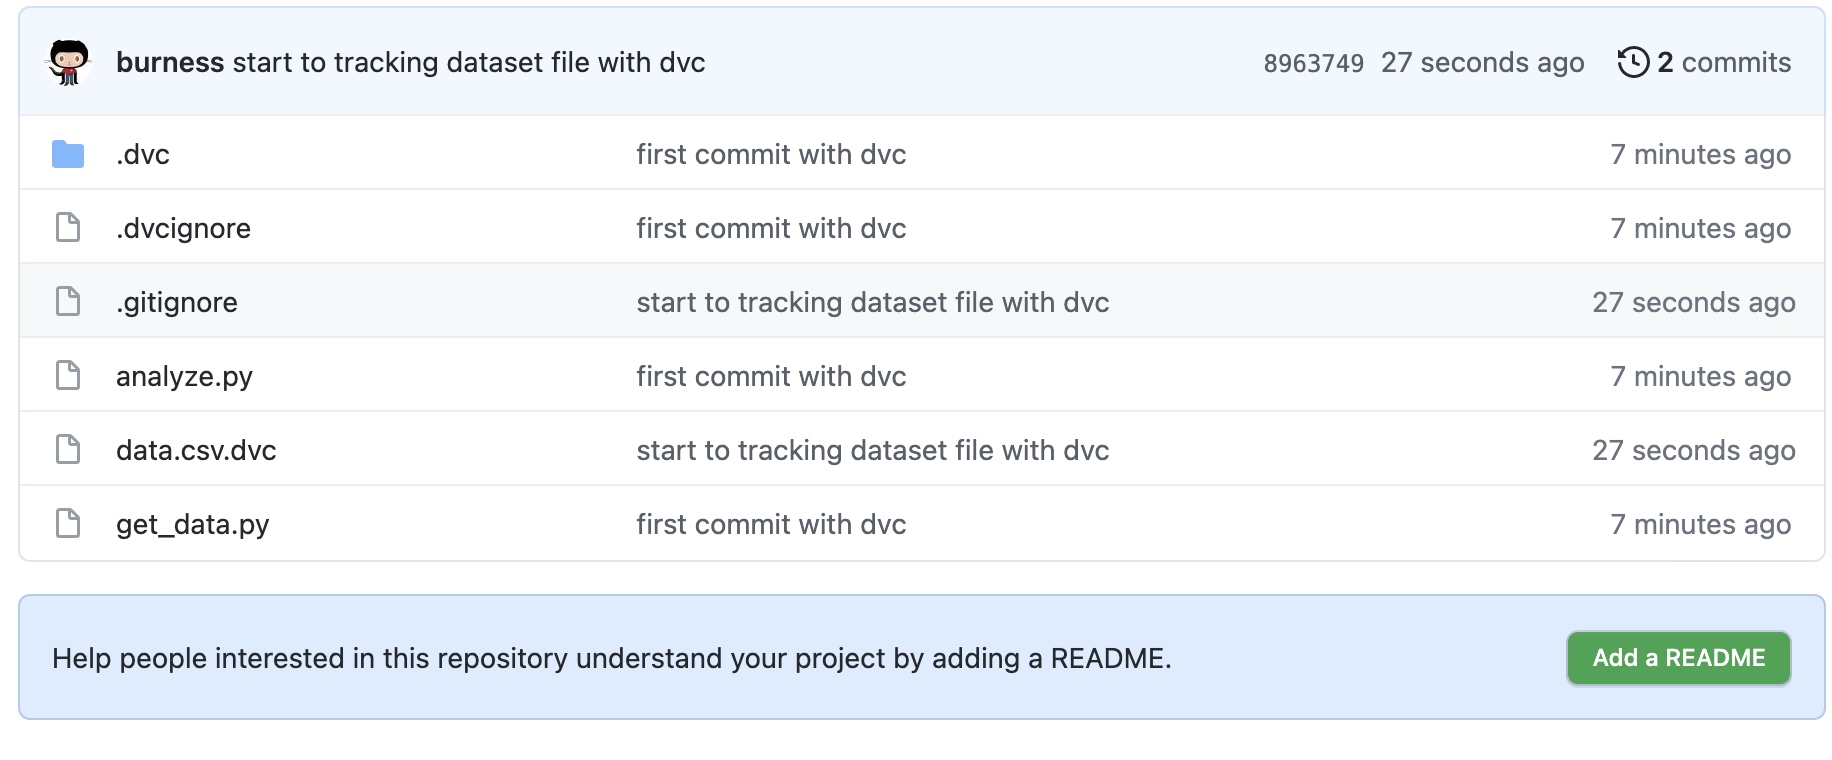 burness start to tracking dataset file with dvc 8963749 27 seconds ago 2 commits
.dvc first commit with dvc 7 minutes ago
.dvcignore first commit with dvc 7 minutes ago
.gitignore start to tracking dataset file with dvc 27 seconds ago
analyze.py first commit with dvc 7 minutes ago
data.csv.dvc start to tracking dataset file with dvc 27 seconds ago
get_data.py first commit with dvc 7 minutes ago
Help people interested in this repository understand your project by adding a README. Add a README